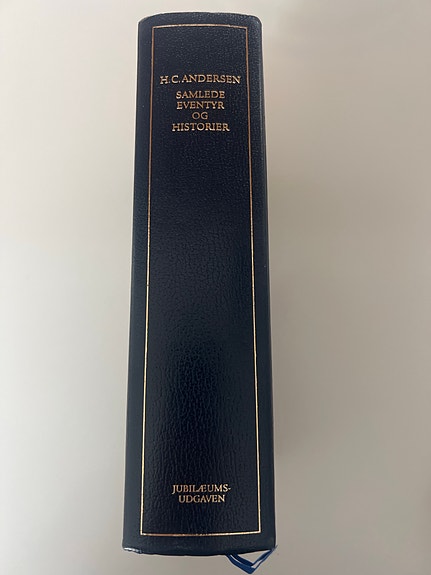 H.C. ANDERSEN
SAMLEDE
EVENTYR
OG
HISTORIER
JUBILÆUMS-
UDGAVEN